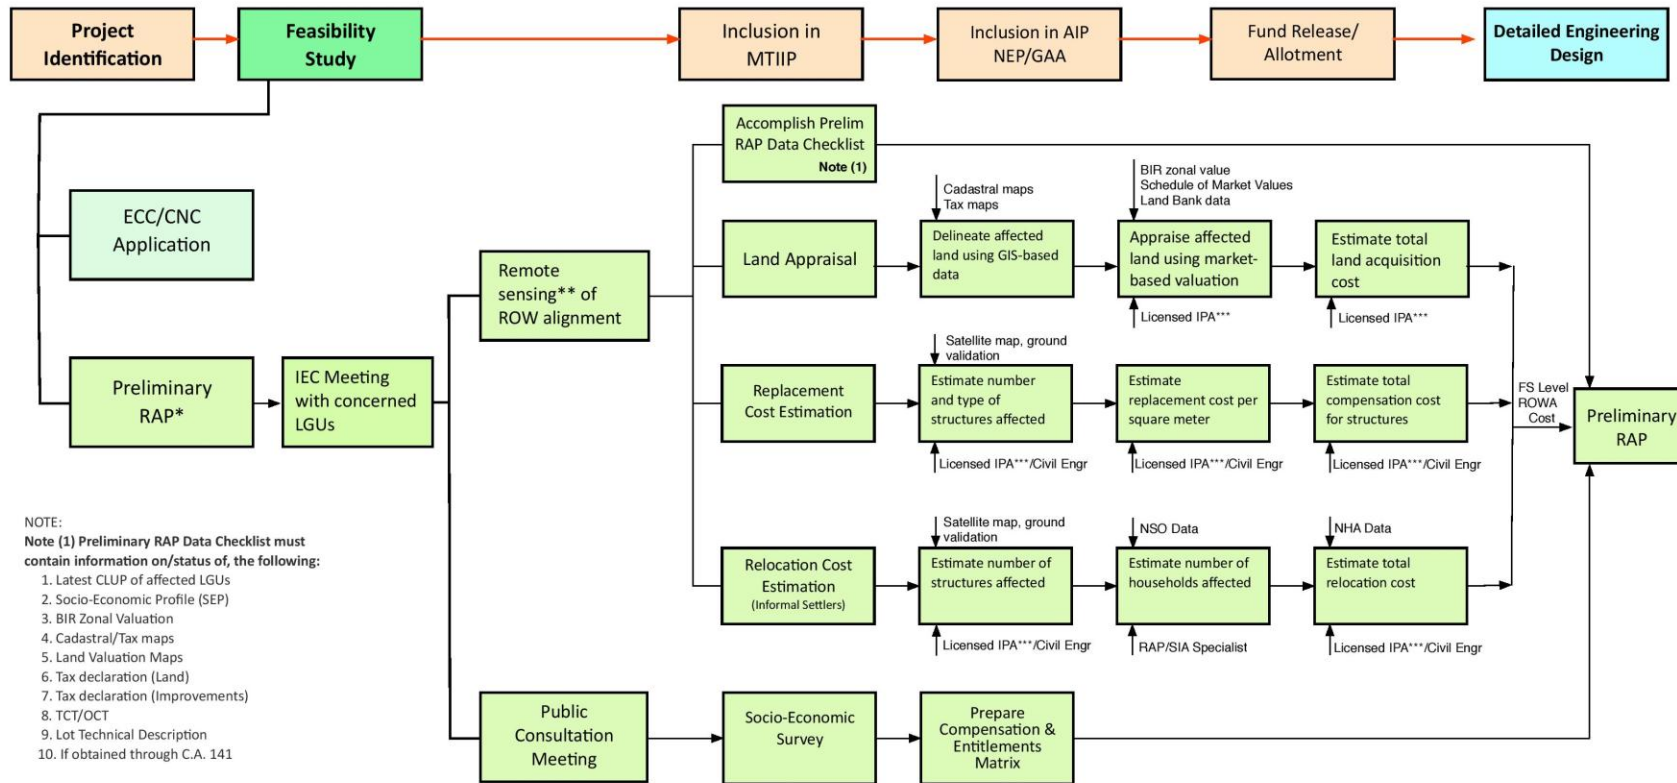 Project
Identification
Feasibility
Study
Inclusion in
MTIIP
Inclusion in AIP
NEP/GAA
Fund Release/
Allotment
Detailed Engineering
Design
Accomplish Prelim
RAP Data Checklist
Note (1)
ECC/CNC
Application
Preliminary
RAP*
IEC Meeting
with concerned
LGUs
Remote
sensing** of
ROW alignment
Land Appraisal
Cadastral maps
Tax maps
Delineate affected
land using GIS-based
data
BIR zonal value
Schedule of Market Values
Land Bank data
Appraise affected
land using market-
based valuation
Licensed IPA***
Estimate total
land acquisition
cost
Licensed IPA***
Replacement
Cost Estimation
Satellite map, ground
validation
Estimate number
and type of
structures affected
Licensed IPA***/Civil Engr
Estimate
replacement cost per
square meter
Licensed IPA***/Civil Engr
Estimate total
compensation cost
for structures
Licensed IPA***/Civil Engr
FS Level
ROWA
Cost
Preliminary
RAP
Relocation Cost
Estimation
(Informal Settlers)
Satellite map, ground
validation
Estimate number of
structures affected
Licensed IPA***/Civil Engr
NSO Data
Estimate number of
households affected
RAP/SIA Specialist
NHA Data
Estimate total
relocation cost
Licensed IPA***/Civil Engr
Public
Consultation
Meeting
Socio-Economic
Survey
Prepare
Compensation &
Entitlements
Matrix
NOTE:
Note (1) Preliminary RAP Data Checklist must
contain information on/status of, the following:
1. Latest CLUP of affected LGUs
2. Socio-Economic Profile (SEP)
3. BIR Zonal Valuation
4. Cadastral/Tax maps
5. Land Valuation Maps
6. Tax declaration (Land)
7. Tax declaration (Improvements)
8. TCT/OCT
9. Lot Technical Description
10. If obtained through C.A. 141